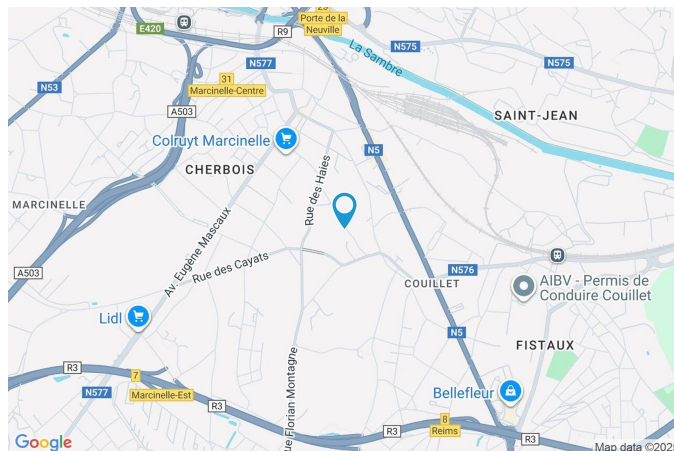 29
Porte de la
Neuville
E420
R9
La Sambre
N575
N577
N575
N53
31
Marcinelle-Centre
A503
SAINT-JEAN
Colruyt Marcinelle
N5
CHERBOIS
Rue des Haies
MARCINELLE
Av. Eugène Mascaux
A503
Rue des Cayats
N576
COUILLET
AIBV - Permis de
Conduire Couillet
Lidl
N5
FISTAUX
R3
7
Marcinelle-Est
N577
R3
ue Florian Montagne
Bellefleur
8
Reims
R3
R3
Google
Map data ©2025